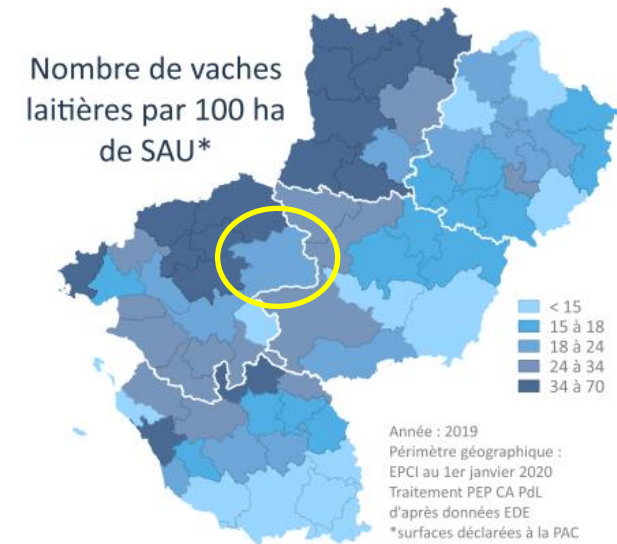 Nombre de vaches
laitières par 100 ha
de SAU*
< 15
15 à 18
18 à 24
24 à 34
34 à 70
Année : 2019
Périmètre géographique :
EPCI au 1er janvier 2020
Traitement PEP CA PdL
d'après données EDE
*surfaces déclarées à la PAC